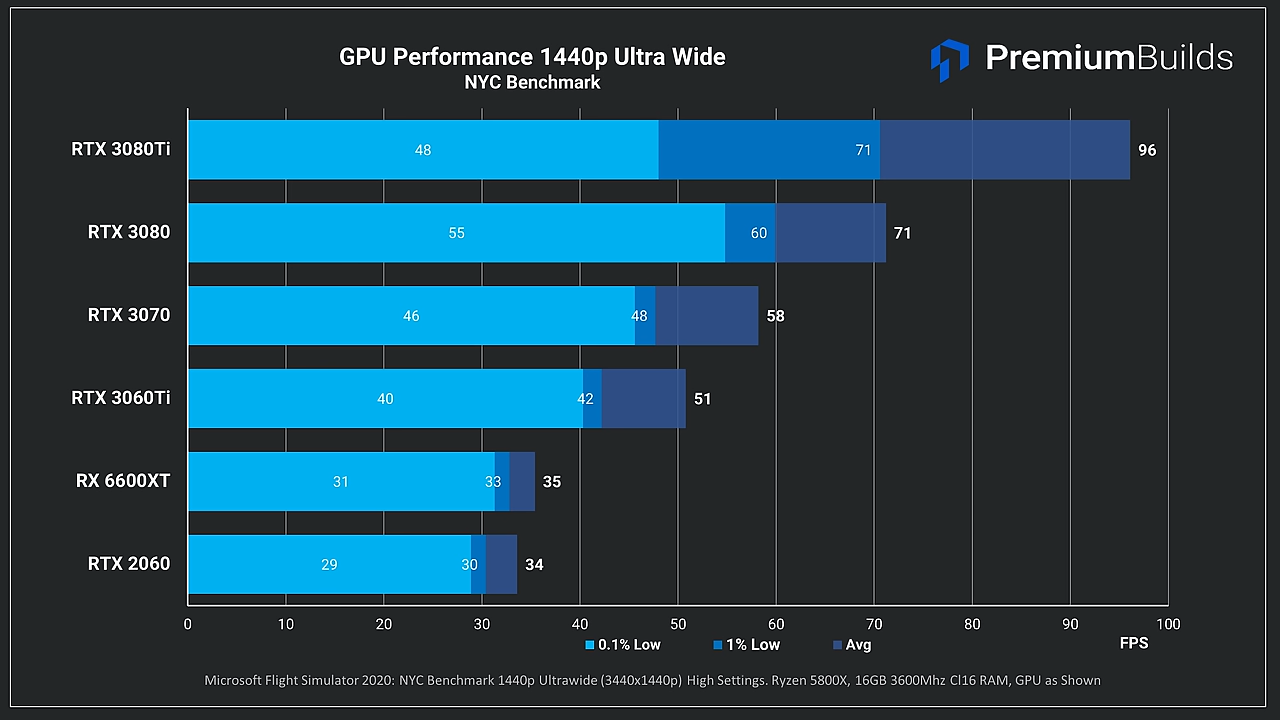 GPU Performance 1440p Ultra Wide
NYC Benchmark
PremiumBuilds
RTX 3080Ti 48 71 96
RTX 3080 55 60 71
RTX 3070 46 48 58
RTX 3060Ti 40 42 51
RX 6600XT 31 33 35
RTX 2060 29 30 34
0 10 20 30 40 50 60 70 80 90 100
0.1% Low 1% Low Avg FPS
Microsoft Flight Simulator 2020: NYC Benchmark 1440p Ultrawide (3440x1440p) High Settings. Ryzen 5800X, 16GB 3600Mhz Cl16 RAM, GPU as Shown